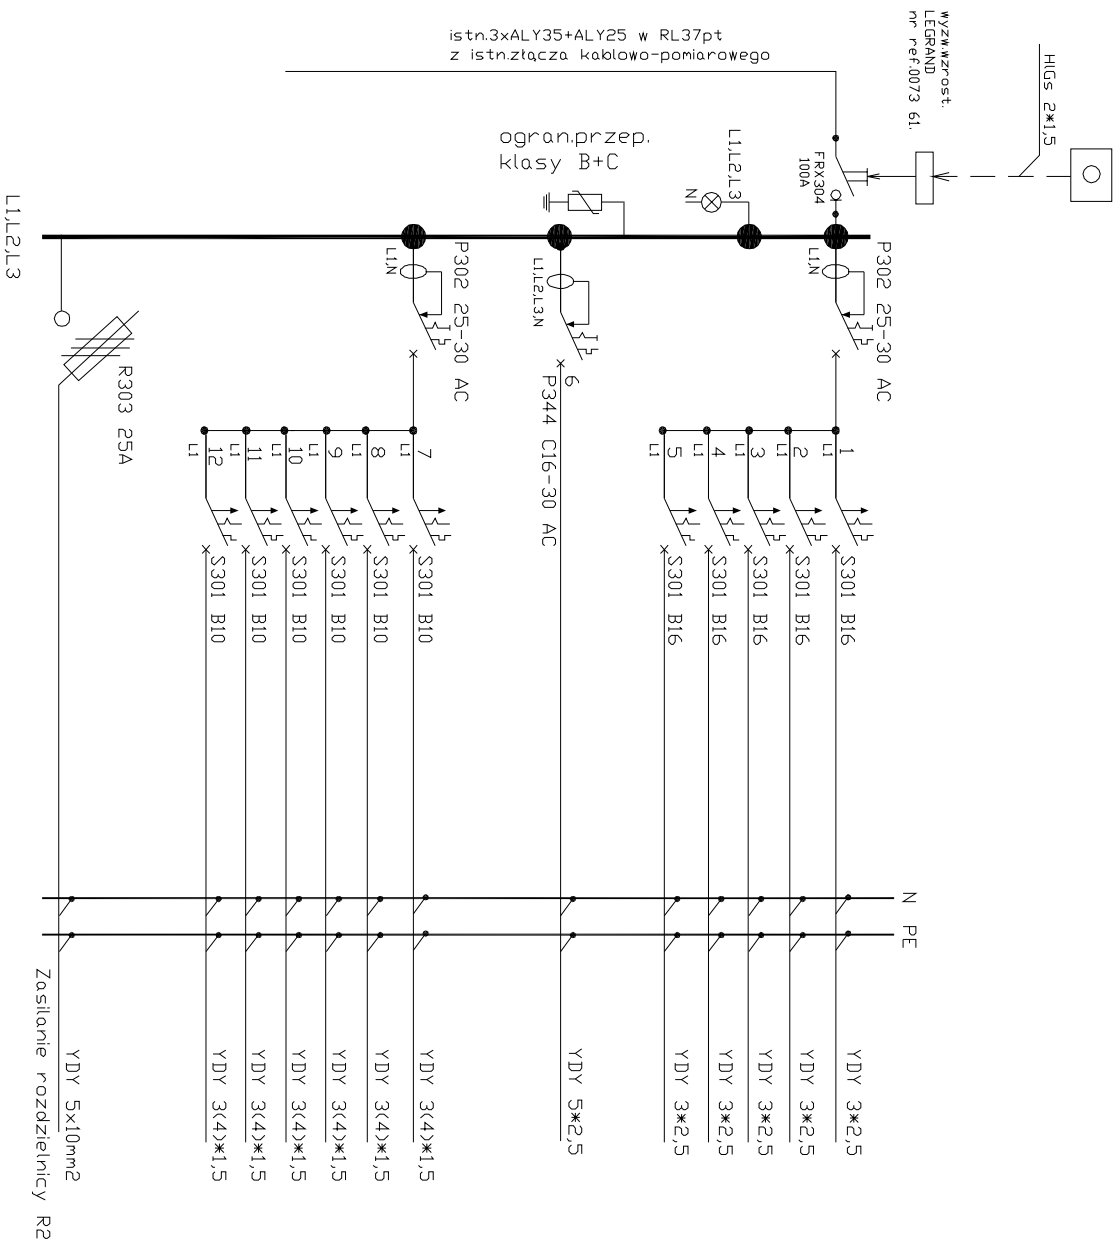 istn.3xALY35+ALY25 w RL37pt
z istn.złącza kablowo-pomiarowego
wyzw.wzrost.
LEGRAND
nr ref.0073 61.
HlGs 2*1,5
ogran.przep.
klasy B+C
L1,L2,L3
N
FRX304
100A
L1,L2,L3
P302 25-30 AC
L1,N
L1,L2,L3,N
P302 25-30 AC
L1,N
R303 25A
6
P344 C16-30 AC
12
L1
11
L1
10
L1
9
L1
8
L1
7
L1
5
L1
4
L1
3
L1
2
L1
1
L1
S301 B10
S301 B10
S301 B10
S301 B10
S301 B10
S301 B10
S301 B16
S301 B16
S301 B16
S301 B16
S301 B16
N
PE
Zasilanie rozdzielnicy R2
YDY 5x10mm2
YDY 3(4)*1,5
YDY 3(4)*1,5
YDY 3(4)*1,5
YDY 3(4)*1,5
YDY 3(4)*1,5
YDY 3(4)*1,5
YDY 5*2,5
YDY 3*2,5
YDY 3*2,5
YDY 3*2,5
YDY 3*2,5
YDY 3*2,5